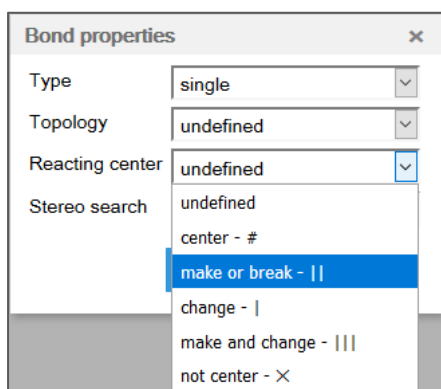 Bond properties ×
Type single
Topology undefined
Reacting center undefined
Stereo search
undefined
center - #
make or break - ||
change - |
make and change - |||
not center - ×